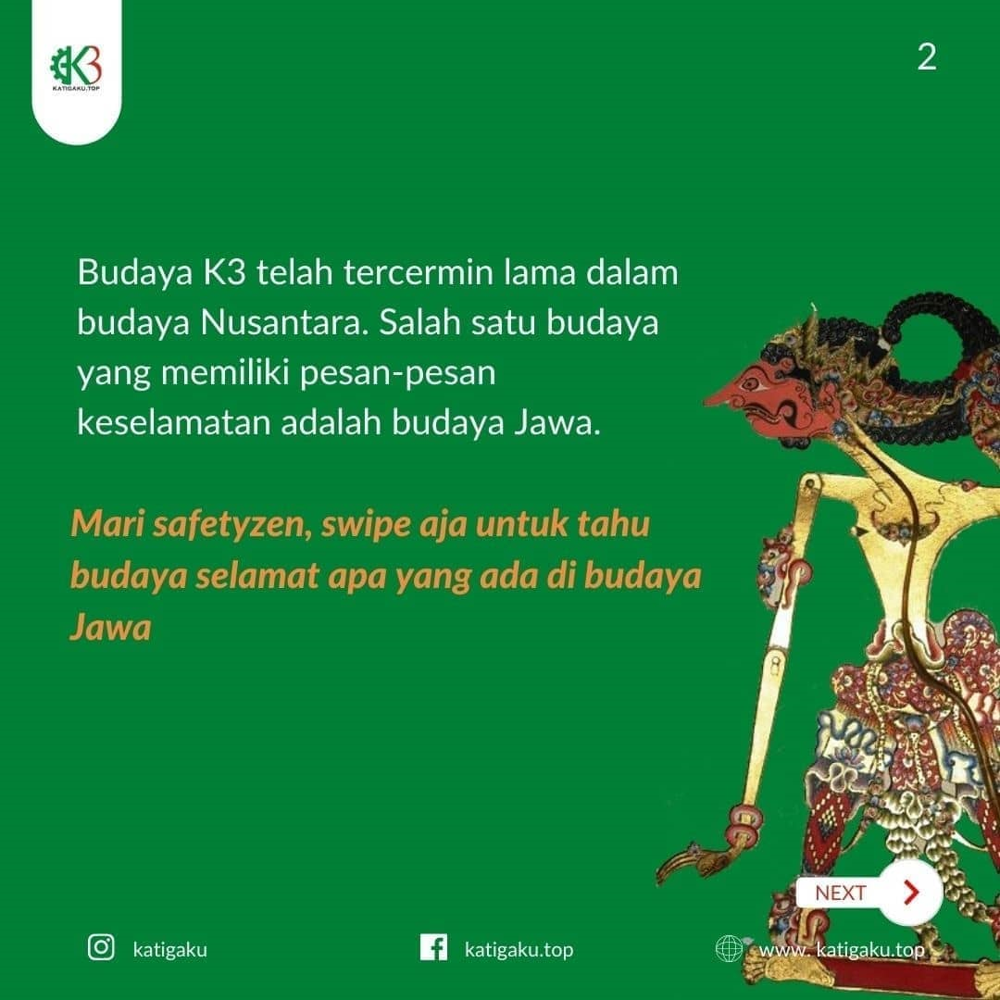 K3
KATIGAKU.TOP
2
Budaya K3 telah tercermin lama dalam
budaya Nusantara. Salah satu budaya
yang memiliki pesan-pesan
keselamatan adalah budaya Jawa.
Mari safetyzen, swipe aja untuk tahu
budaya selamat apa yang ada di budaya
Jawa
NEXT
katigaku
katigaku.top
www. katigaku.top